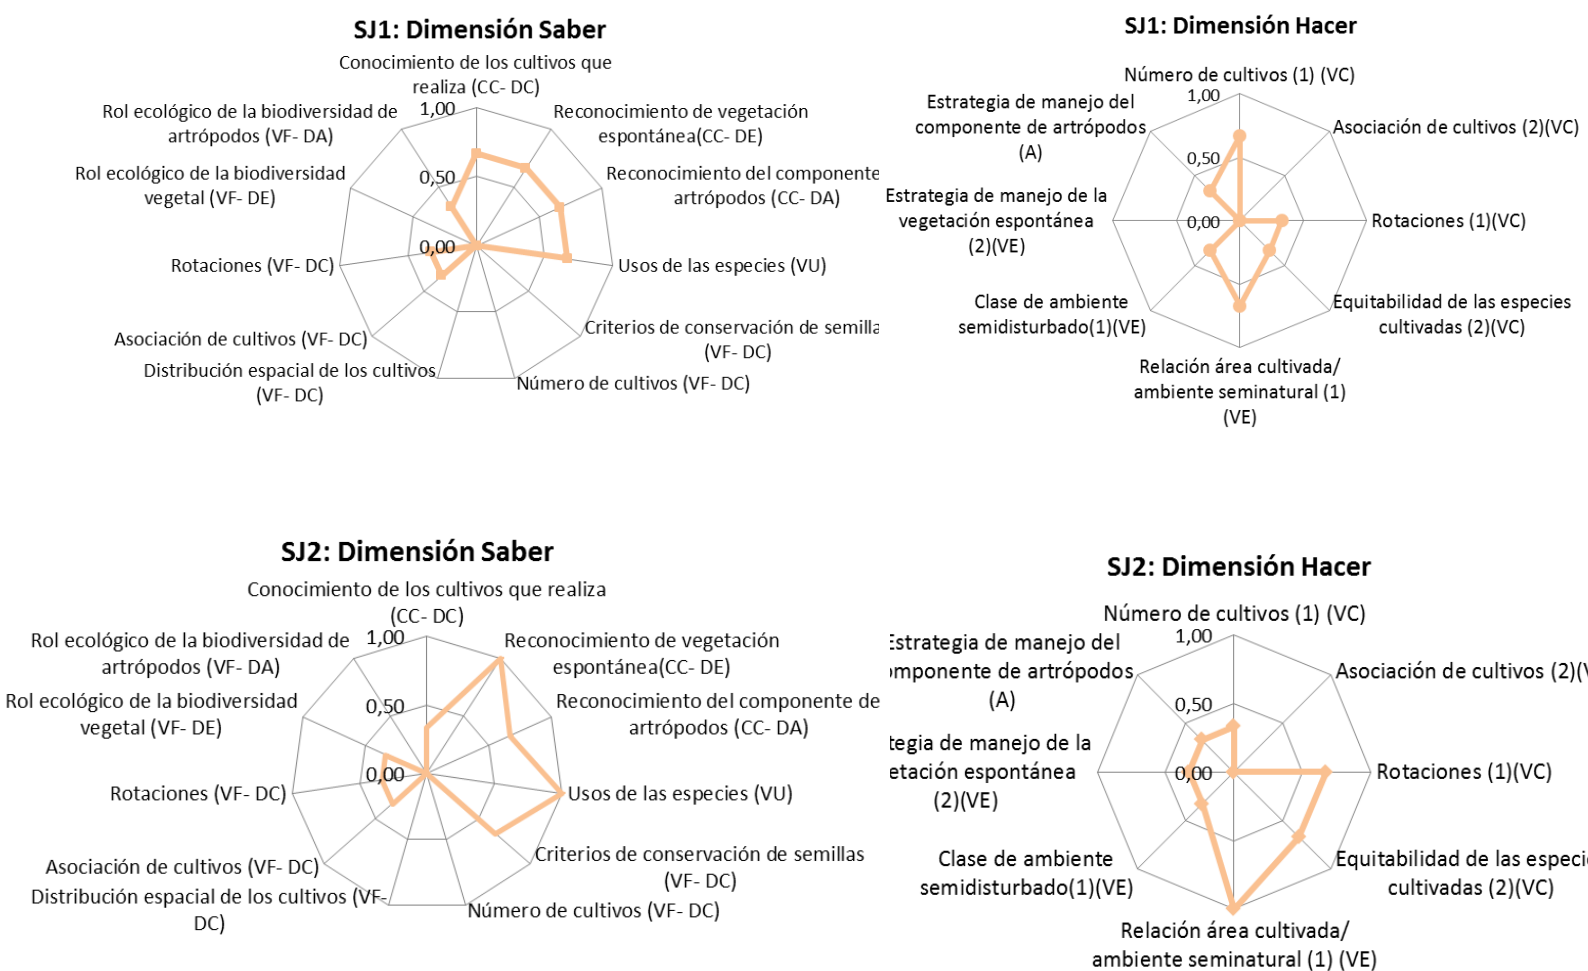 SJ1: Dimensión Saber
Conocimiento de los cultivos que
realiza (CC- DC)
Reconocimiento de vegetación
espontánea(CC- DE)
Reconocimiento del componente
artrópodos (CC- DA)
Usos de las especies (VU)
Criterios de conservación de semilla
(VF- DC)
Número de cultivos (VF- DC)
Distribución espacial de los cultivos
(VF- DC)
Asociación de cultivos (VF- DC)
Rotaciones (VF- DC)
Rol ecológico de la biodiversidad
vegetal (VF- DE)
Rol ecológico de la biodiversidad de
artrópodos (VF- DA)
1,00
0,50
0,00
SJ1: Dimensión Hacer
Número de cultivos (1) (VC)
Asociación de cultivos (2)(VC)
Rotaciones (1)(VC)
Equitabilidad de las especies
cultivadas (2)(VC)
Relación área cultivada/
ambiente seminatural (1)
(VE)
Clase de ambiente
semidisturbado(1)(VE)
Estrategia de manejo de la
vegetación espontánea
(2)(VE)
Estrategia de manejo del
componente de artrópodos
(A)
1,00
0,50
0,00
SJ2: Dimensión Saber
Conocimiento de los cultivos que realiza
(CC- DC)
Reconocimiento de vegetación
espontánea(CC- DE)
Reconocimiento del componente de
artrópodos (CC- DA)
Usos de las especies (VU)
Criterios de conservación de semillas
(VF- DC)
Número de cultivos (VF- DC)
Distribución espacial de los cultivos (VF-
DC)
Asociación de cultivos (VF- DC)
Rotaciones (VF- DC)
Rol ecológico de la biodiversidad
vegetal (VF- DE)
Rol ecológico de la biodiversidad de
artrópodos (VF- DA)
1,00
0,50
0,00
SJ2: Dimensión Hacer
Número de cultivos (1) (VC)
Asociación de cultivos (2)(V
Rotaciones (1)(VC)
Equitabilidad de las especi
cultivadas (2)(VC)
Relación área cultivada/
ambiente seminatural (1) (VE)
Clase de ambiente
semidisturbado(1)(VE)
tegia de manejo de la
etación espontánea
(2)(VE)
Estrategia de manejo del
omponente de artrópodos
(A)
1,00
0,50
0,00